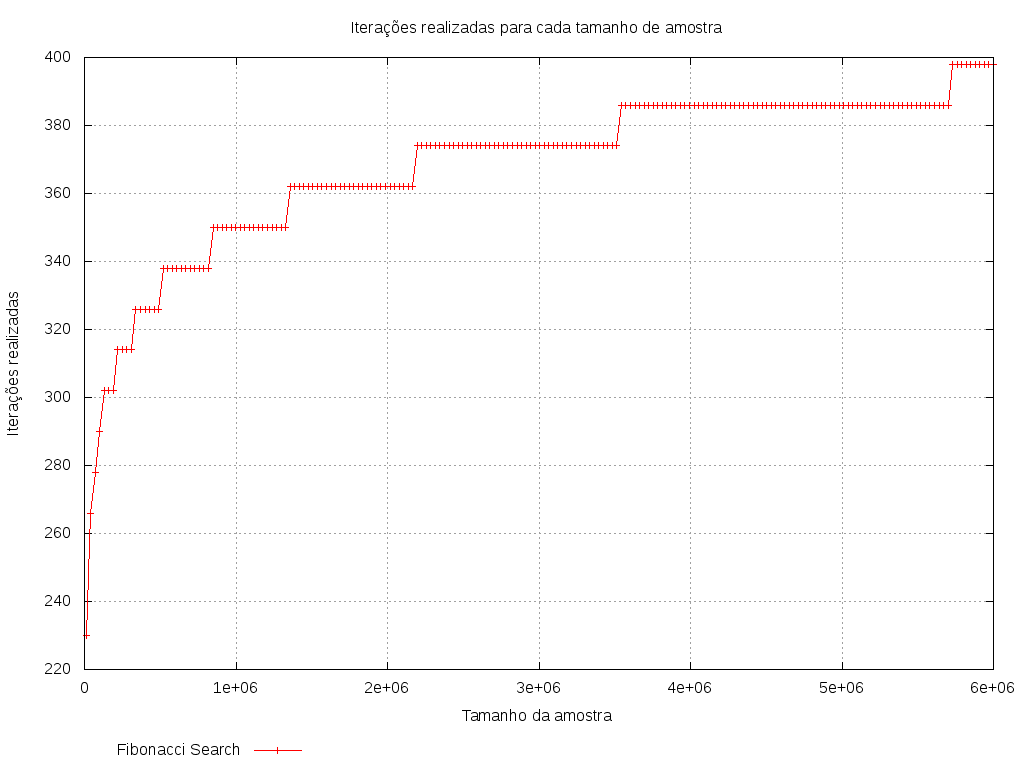 Iterações realizadas para cada tamanho de amostra
400
380
360
340
320
300
280
260
240
220
Iterações realizadas
0 1e+06 2e+06 3e+06 4e+06 5e+06 6e+06
Tamanho da amostra
Fibonacci Search